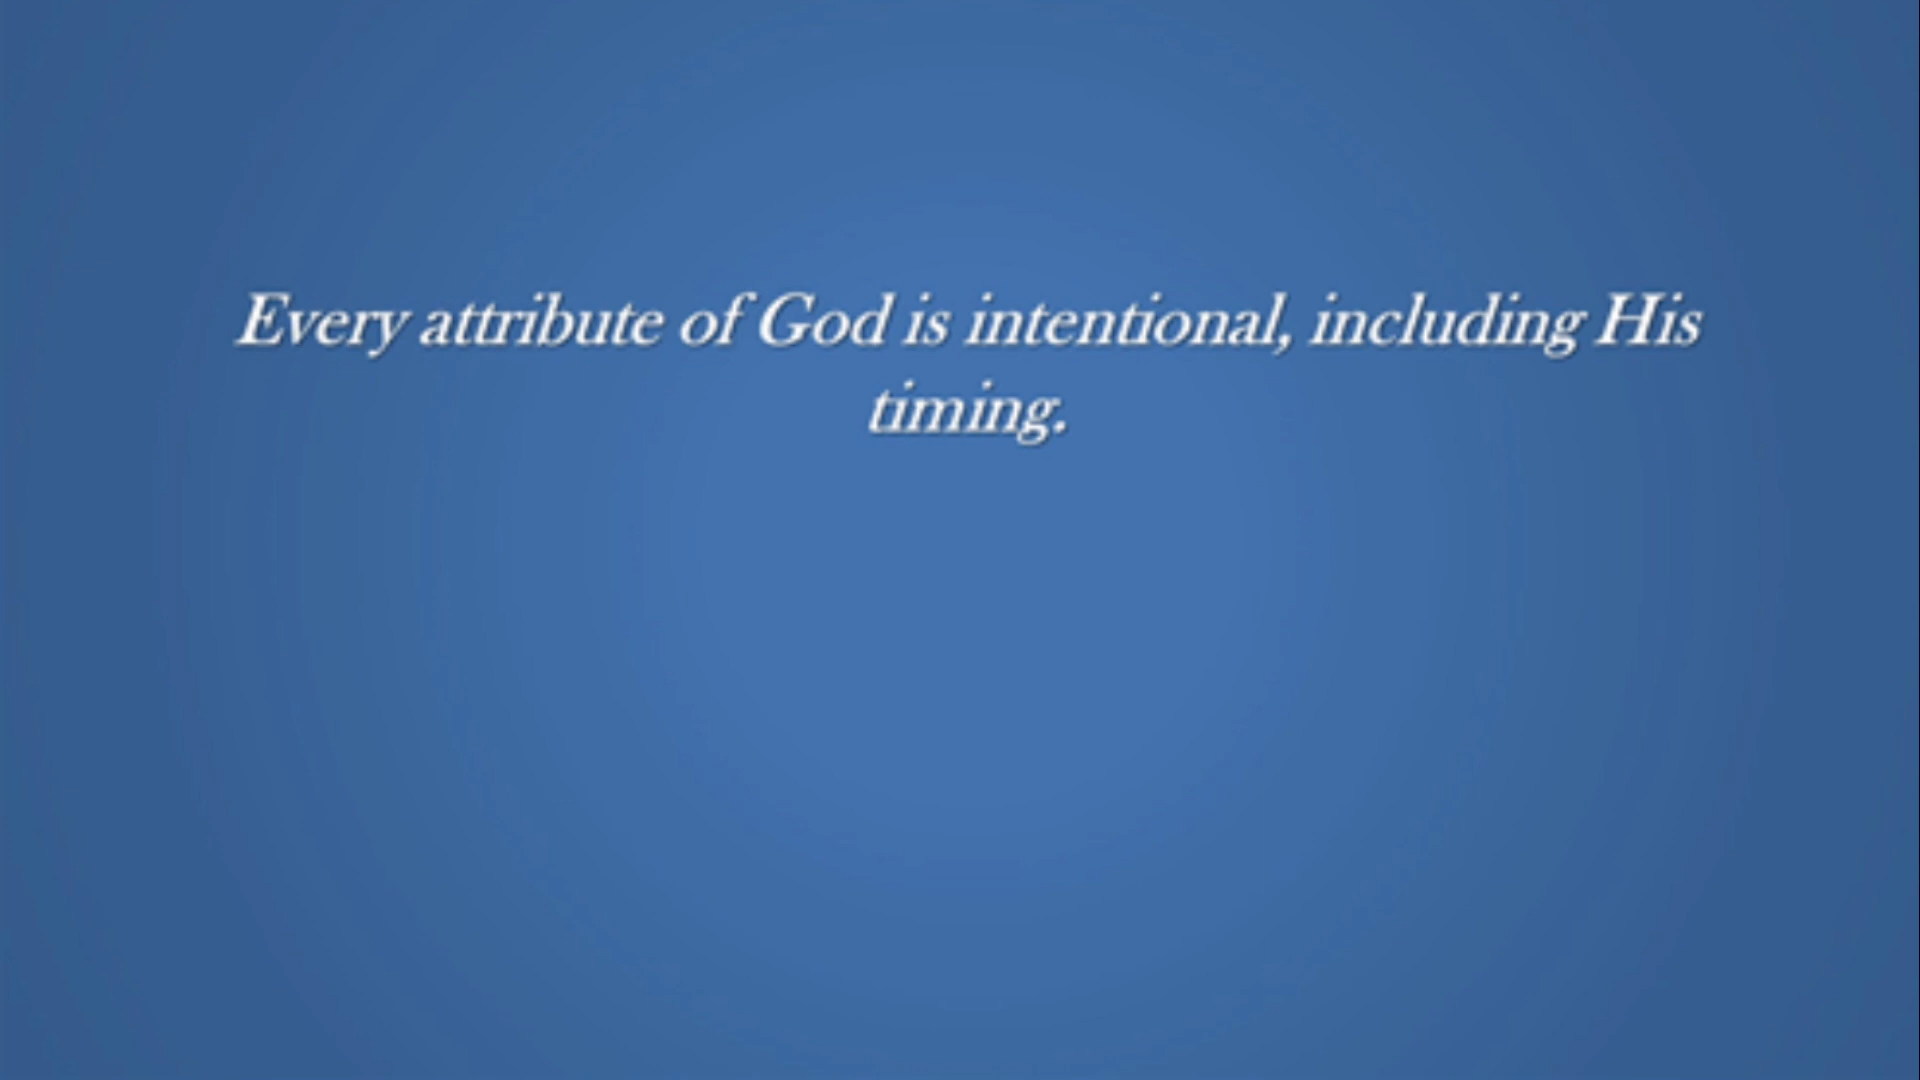 Every attribute of God is intentional, including His
timing.